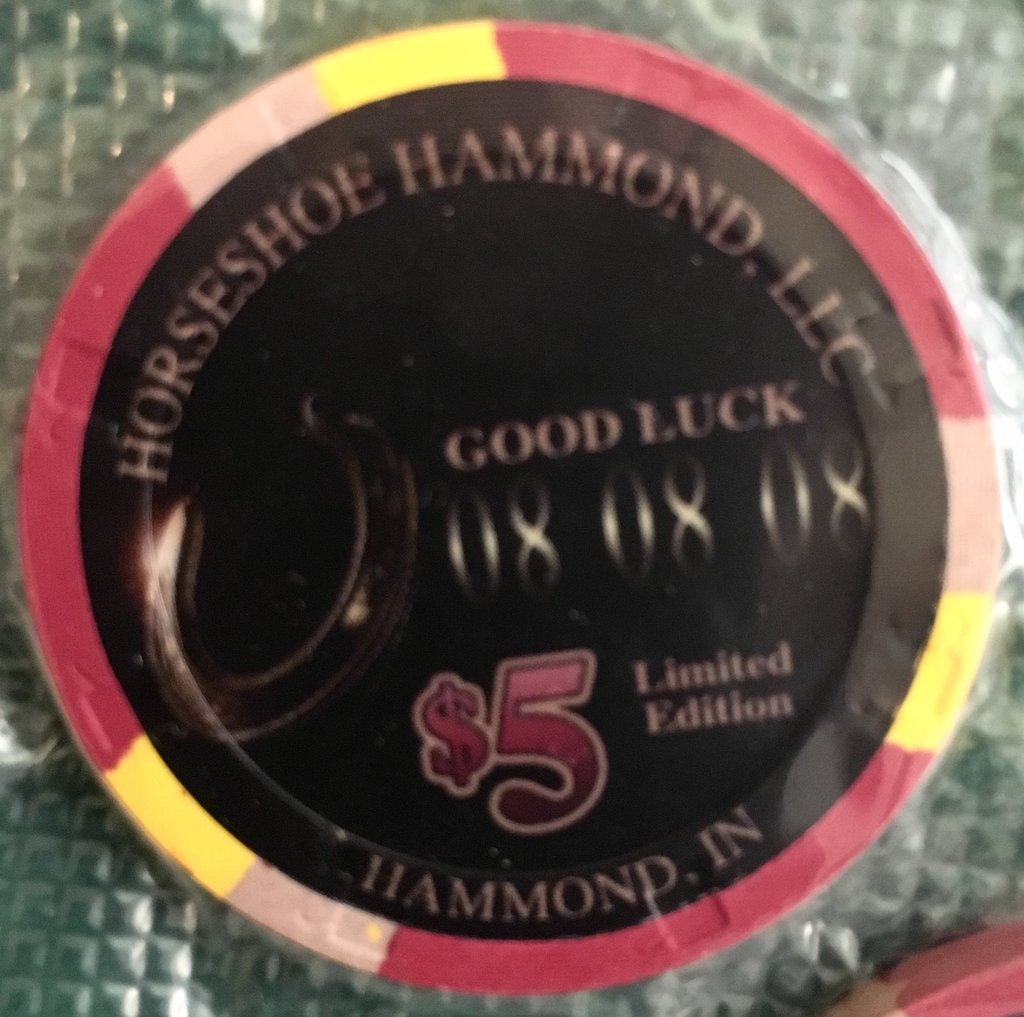 HORSESHOE HAMMOND, LLC
GOOD LUCK
08 08 08
$5
Limited
Edition
HAMMOND, IN